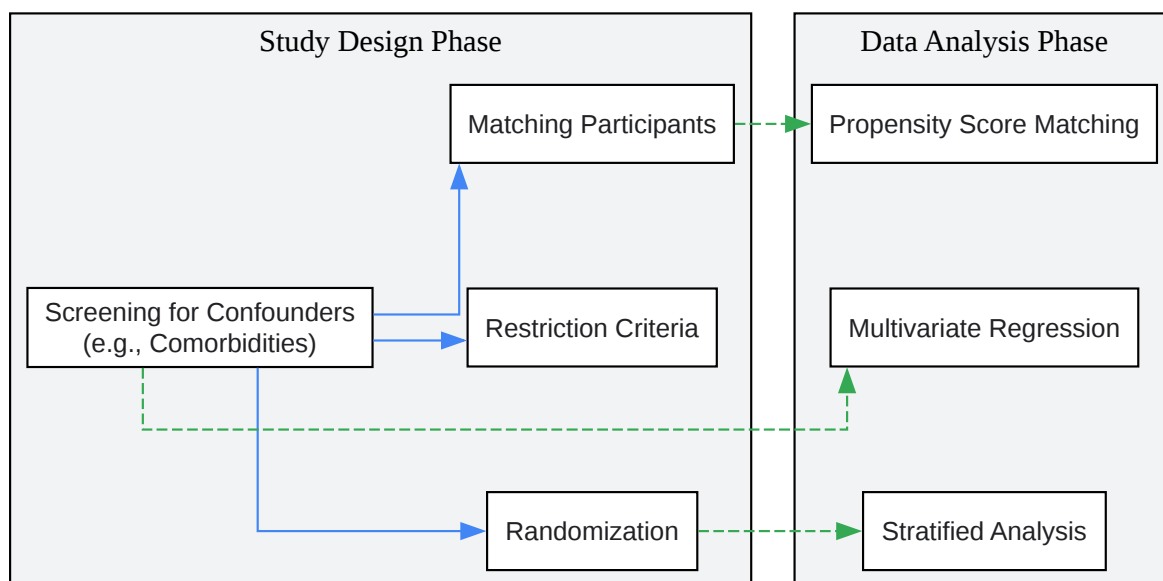 Study Design Phase
Data Analysis Phase
Matching Participants
Propensity Score Matching
Screening for Confounders
(e.g., Comorbidities)
Restriction Criteria
Multivariate Regression
Randomization
Stratified Analysis